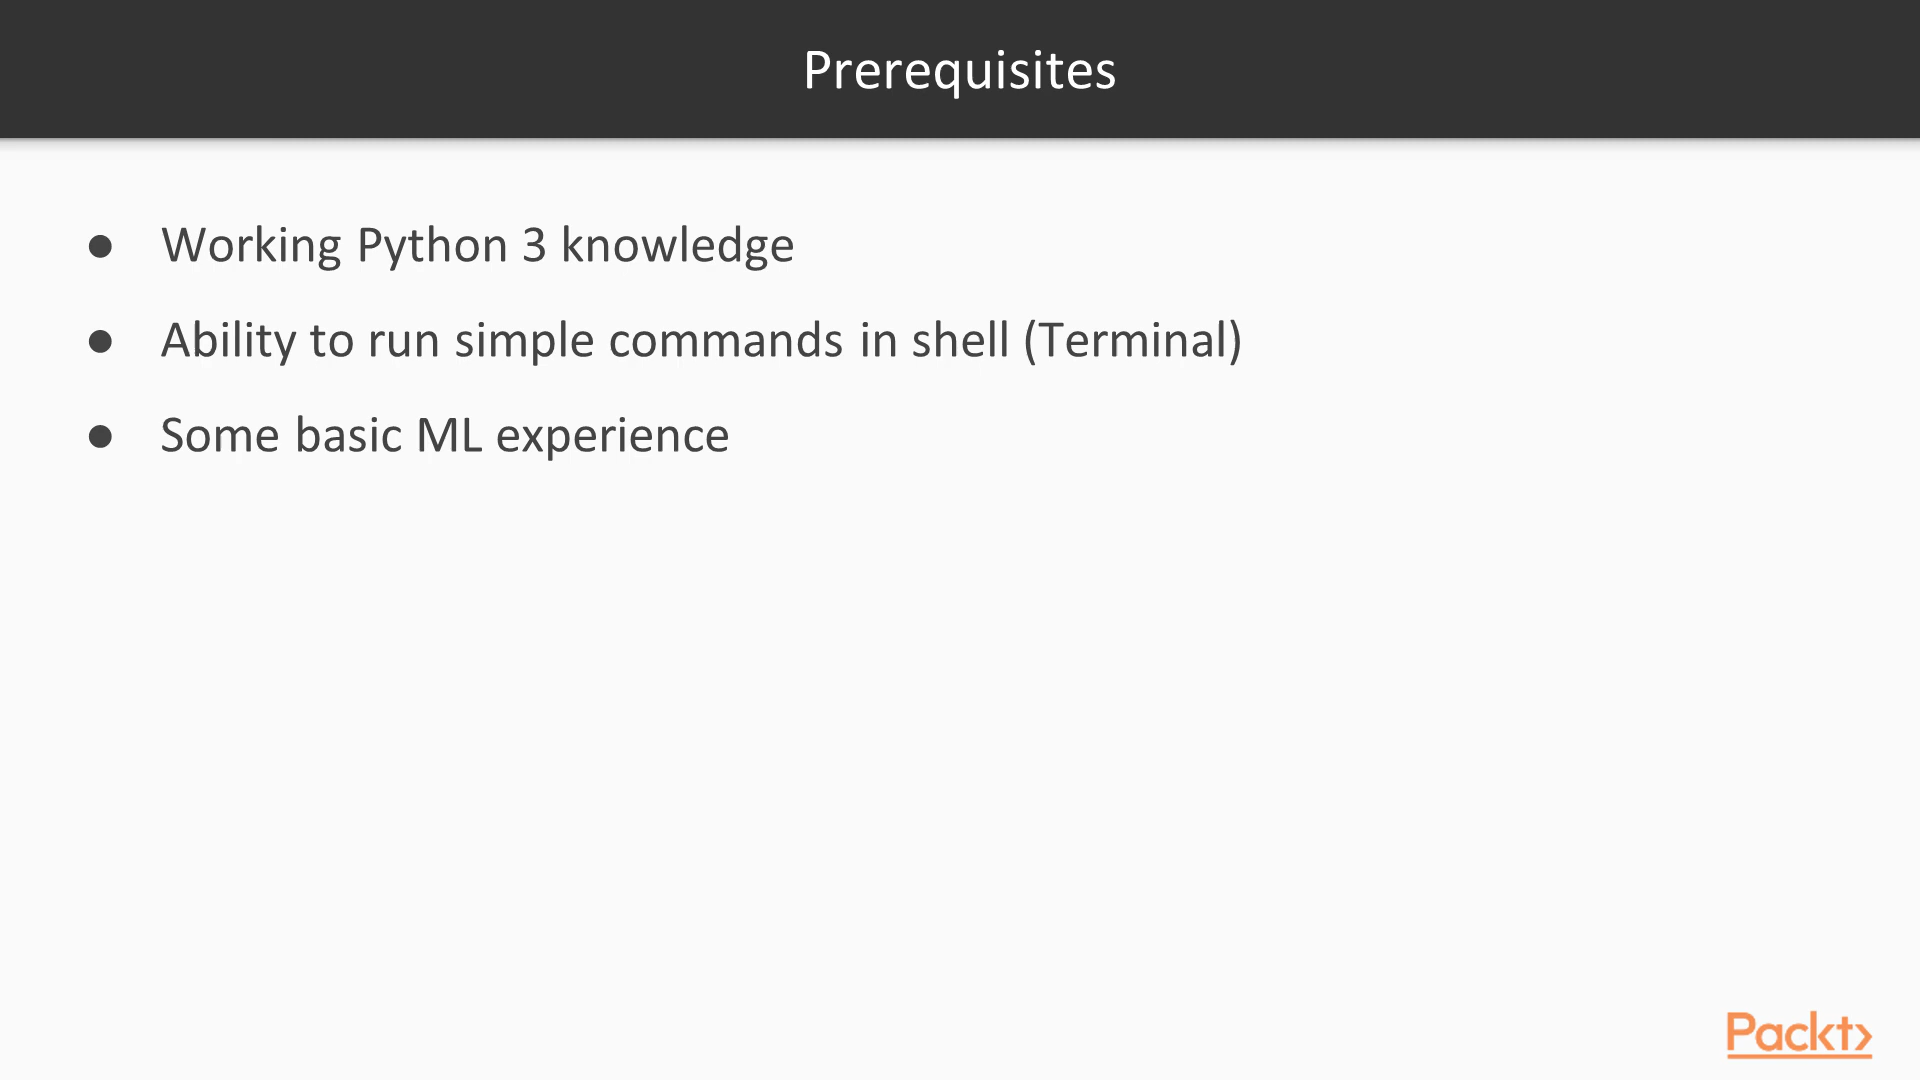 Prerequisites
● Working Python 3 knowledge
● Ability to run simple commands in shell (Terminal)
● Some basic ML experience
Packt>